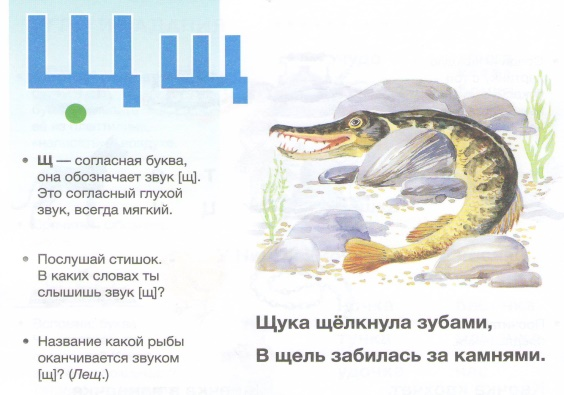 Щ щ
• Щ — согласная буква,
она обозначает звук [щ].
Это согласный глухой
звук, всегда мягкий.
• Послушай стишок.
В каких словах ты
слышишь звук [щ]?
• Название какой рыбы
оканчивается звуком
[щ]? (Лещ.)
Щука щёлкнула зубами,
В щель забилась за камнями.